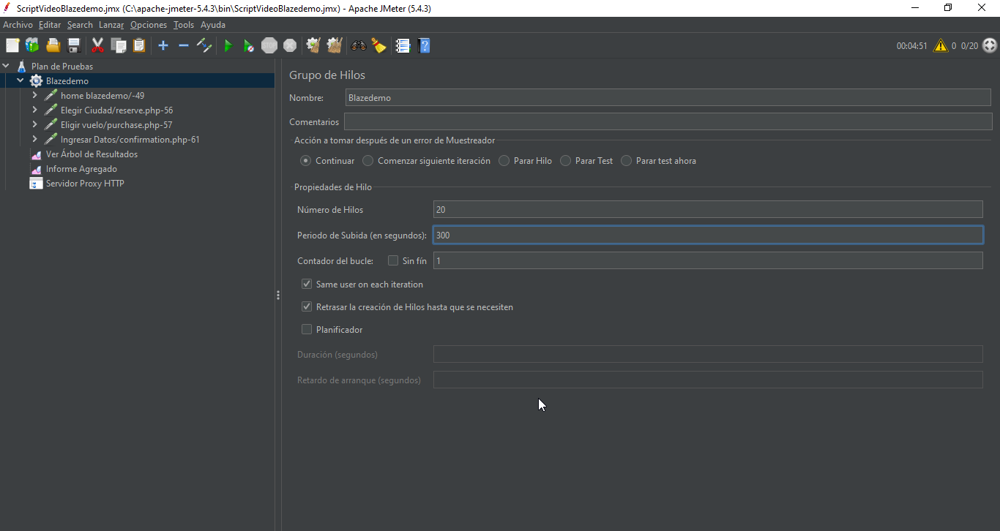 ScriptVideoBlazedemo.jmx (C:\apache-jmeter-5.4.3\bin\ScriptVideoBlazedemo.jmx) - Apache JMeter (5.4.3)
Archivo Editar Search Lanzar Opciones Tools Ayuda
STOP
00:04:51 0 0/20
Plan de Pruebas
Blazedemo
home blazedemo/-49
Elegir Ciudad/reserve.php-56
Eligir vuelo/purchase.php-57
Ingresar Datos/confirmation.php-61
Ver Árbol de Resultados
Informe Agregado
Servidor Proxy HTTP
Grupo de Hilos
Nombre: Blazedemo
Comentarios
Acción a tomar después de un error de Muestreador
Continuar Comenzar siguiente iteración Parar Hilo Parar Test Parar test ahora
Propiedades de Hilo
Número de Hilos 20
Periodo de Subida (en segundos): 300
Contador del bucle: Sin fín 1
Same user on each iteration
Retrasar la creación de Hilos hasta que se necesiten
Planificador
Duración (segundos)
Retardo de arranque (segundos)